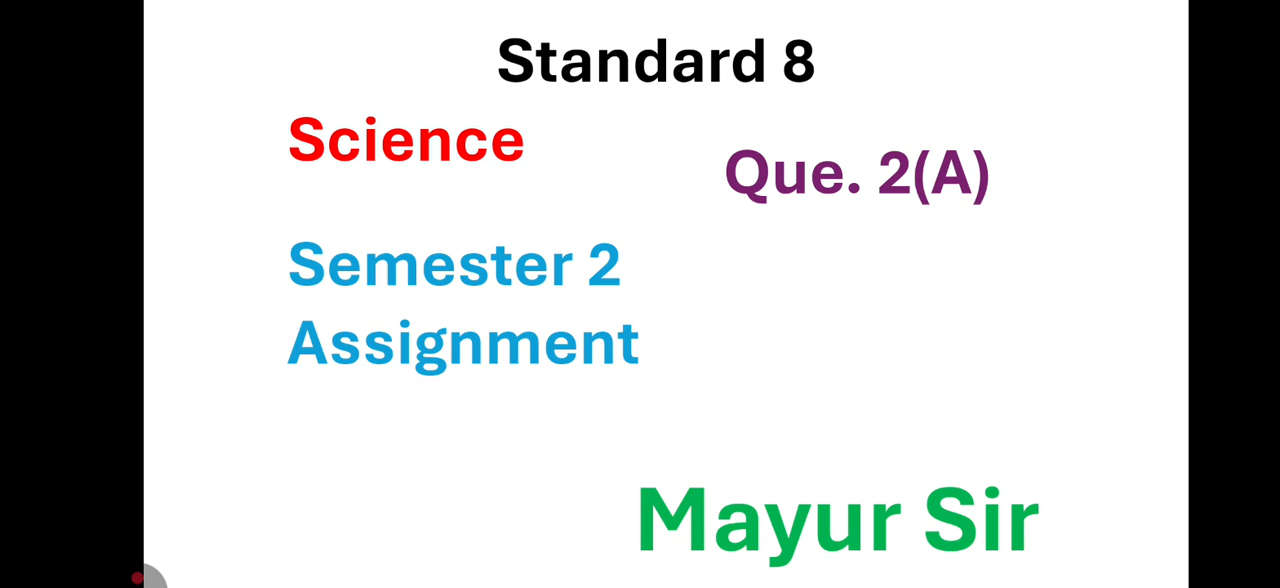 Standard 8
Science
Que. 2(A)
Semester 2
Assignment
Mayur Sir